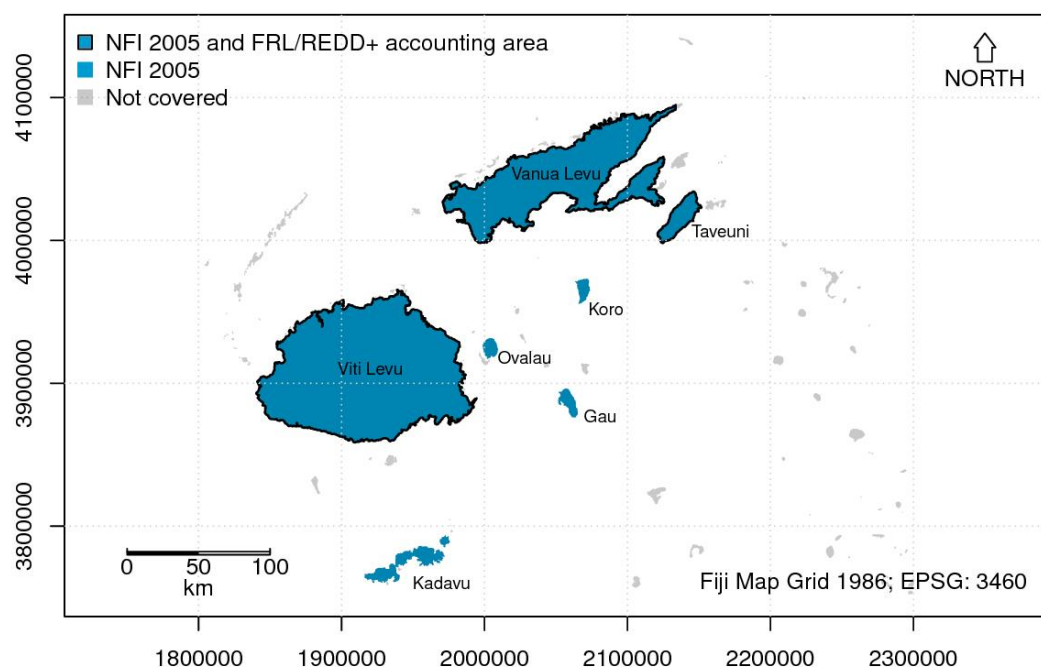 NFI 2005 and FRL/REDD+ accounting area
NFI 2005
Not covered
NORTH
4100000
4000000
3900000
3800000
Vanua Levu
Taveuni
Koro
Ovalau
Viti Levu
Gau
Kadavu
0 50 100
km
Fiji Map Grid 1986; EPSG: 3460
1800000 1900000 2000000 2100000 2200000 2300000